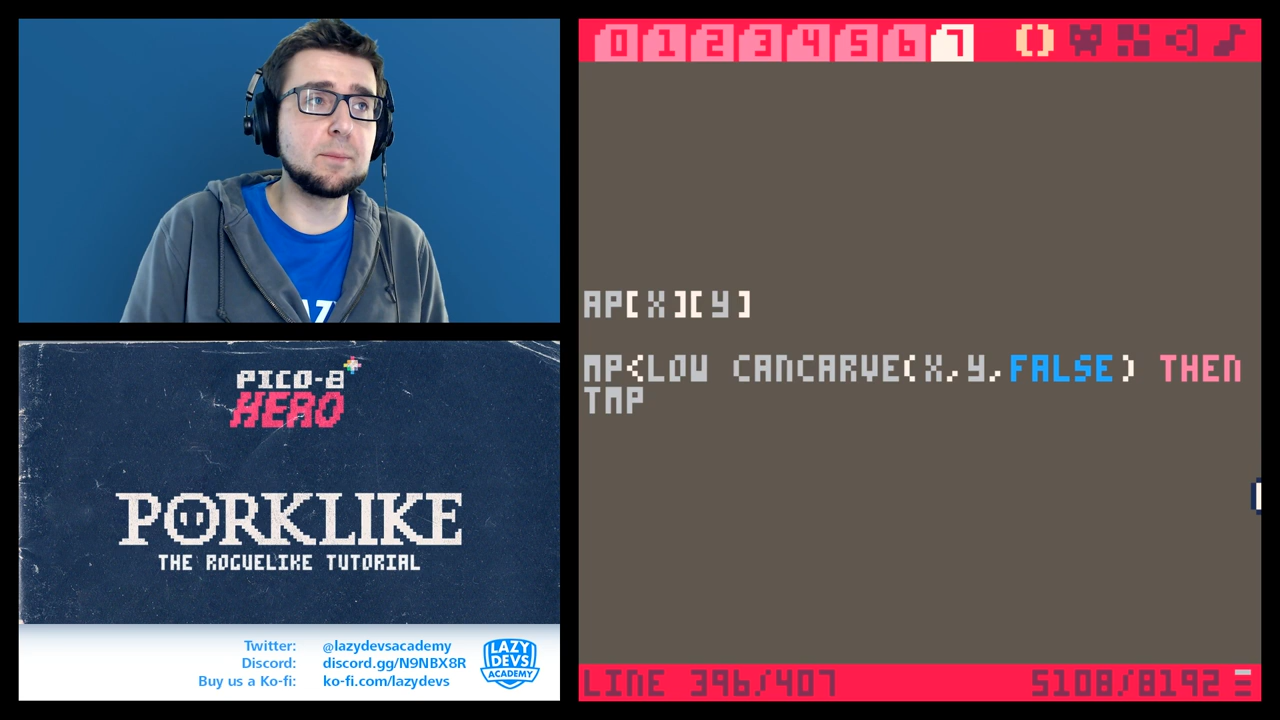 0 1 2 3 4 5 6 7
AP[X][Y]
MP<LOW CANCARVE(X,Y,FALSE) THEN
TMP
LINE 396/407 5108/8192
PICO-8
HERO
PORKLIKE
THE ROGUELIKE TUTORIAL
Twitter: @lazydevsacademy
Discord: discord.gg/N9NBX8R
Buy us a Ko-fi: ko-fi.com/lazydevs
LAZY
DEVS
ACADEMY